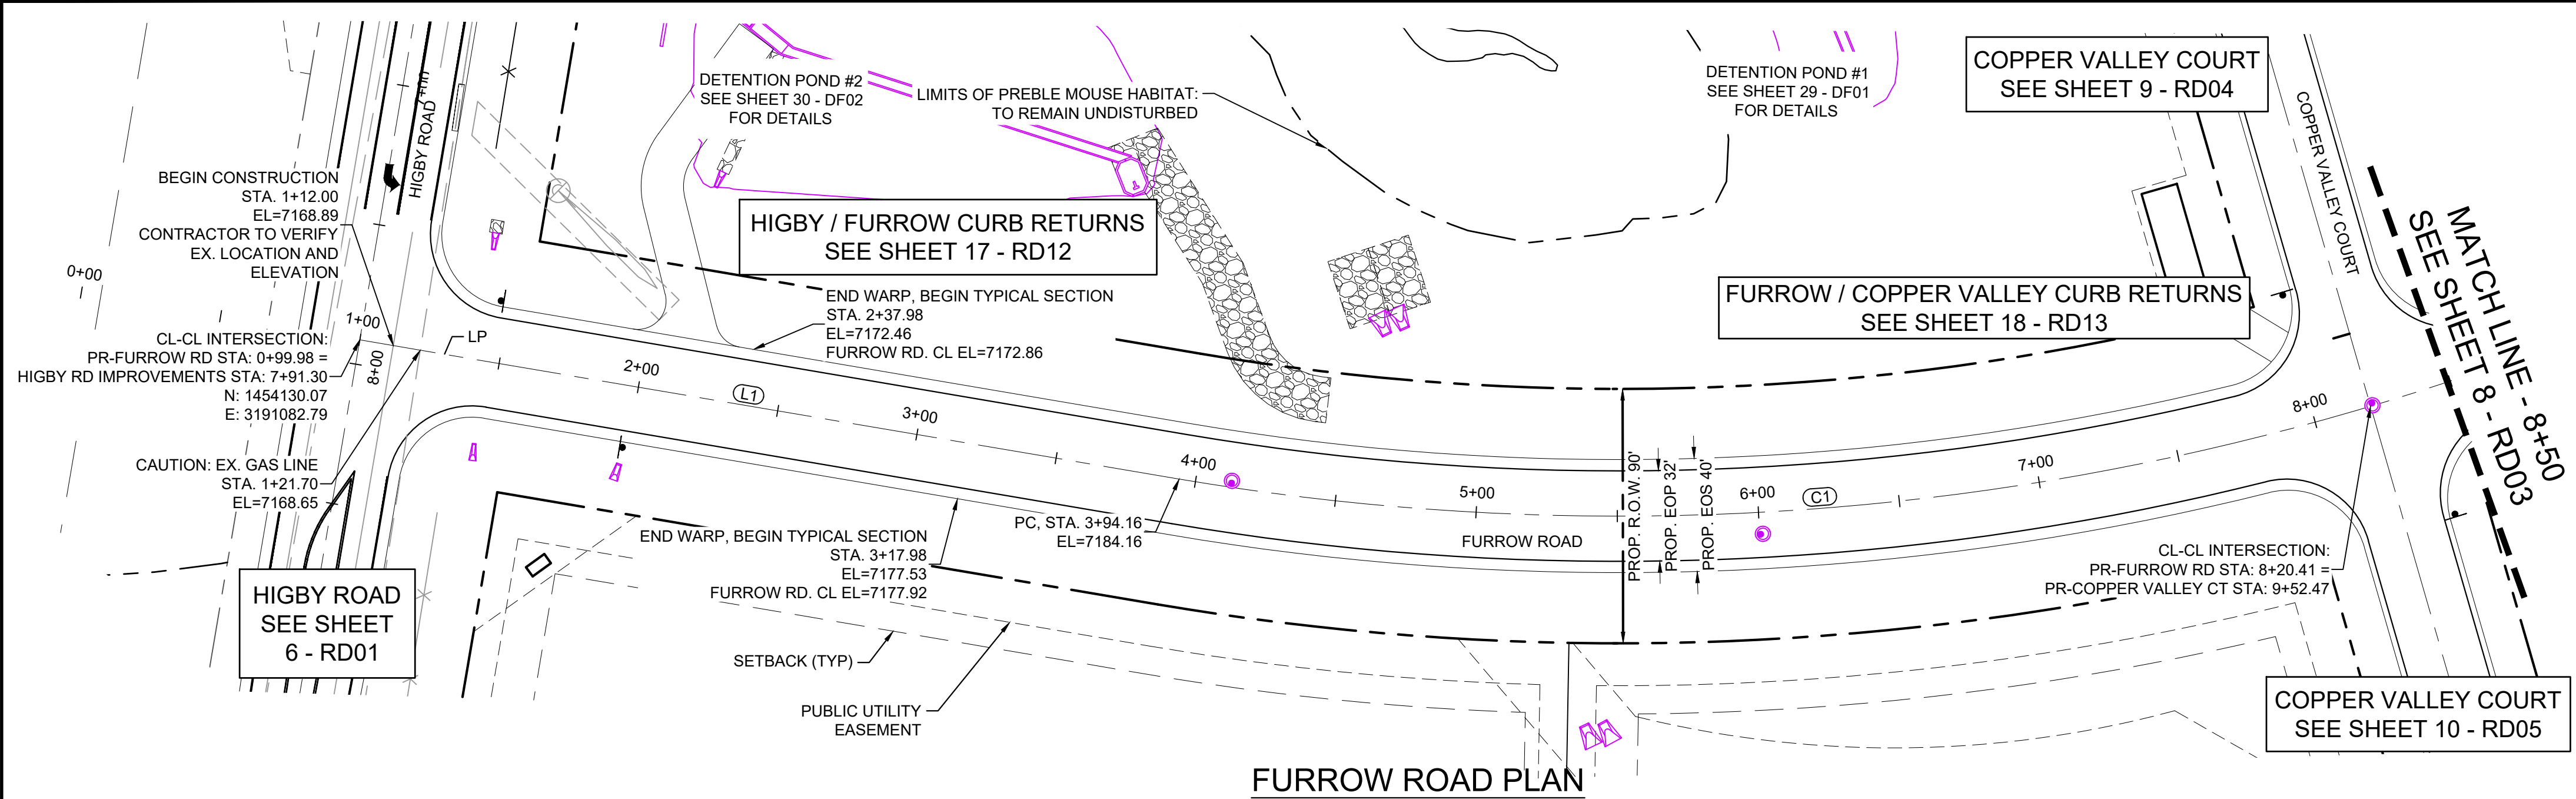 DETENTION POND #2
SEE SHEET 30 - DF02
FOR DETAILS
LIMITS OF PREBLE MOUSE HABITAT:
TO REMAIN UNDISTURBED
DETENTION POND #1
SEE SHEET 29 - DF01
FOR DETAILS
COPPER VALLEY COURT
SEE SHEET 9 - RD04
COPPER VALLEY COURT
HIGBY ROAD
BEGIN CONSTRUCTION
STA. 1+12.00
EL=7168.89
CONTRACTOR TO VERIFY
EX. LOCATION AND
ELEVATION
HIGBY / FURROW CURB RETURNS
SEE SHEET 17 - RD12
MATCH LINE - 8+50
SEE SHEET 8 - RD03
0+00
1+00
8+00
LP
END WARP, BEGIN TYPICAL SECTION
STA. 2+37.98
EL=7172.46
FURROW RD. CL EL=7172.86
FURROW / COPPER VALLEY CURB RETURNS
SEE SHEET 18 - RD13
CL-CL INTERSECTION:
PR-FURROW RD STA: 0+99.98 =
HIGBY RD IMPROVEMENTS STA: 7+91.30
N: 1454130.07
E: 3191082.79
2+00
L1
3+00
4+00
5+00
6+00
C1
7+00
8+00
CAUTION: EX. GAS LINE
STA. 1+21.70
EL=7168.65
END WARP, BEGIN TYPICAL SECTION
STA. 3+17.98
EL=7177.53
FURROW RD. CL EL=7177.92
PC, STA. 3+94.16
EL=7184.16
FURROW ROAD
PROP. R.O.W. 90'
PROP. EOP 32'
PROP. EOS 40'
CL-CL INTERSECTION:
PR-FURROW RD STA: 8+20.41 =
PR-COPPER VALLEY CT STA: 9+52.47
HIGBY ROAD
SEE SHEET
6 - RD01
SETBACK (TYP)
PUBLIC UTILITY
EASEMENT
COPPER VALLEY COURT
SEE SHEET 10 - RD05
FURROW ROAD PLAN